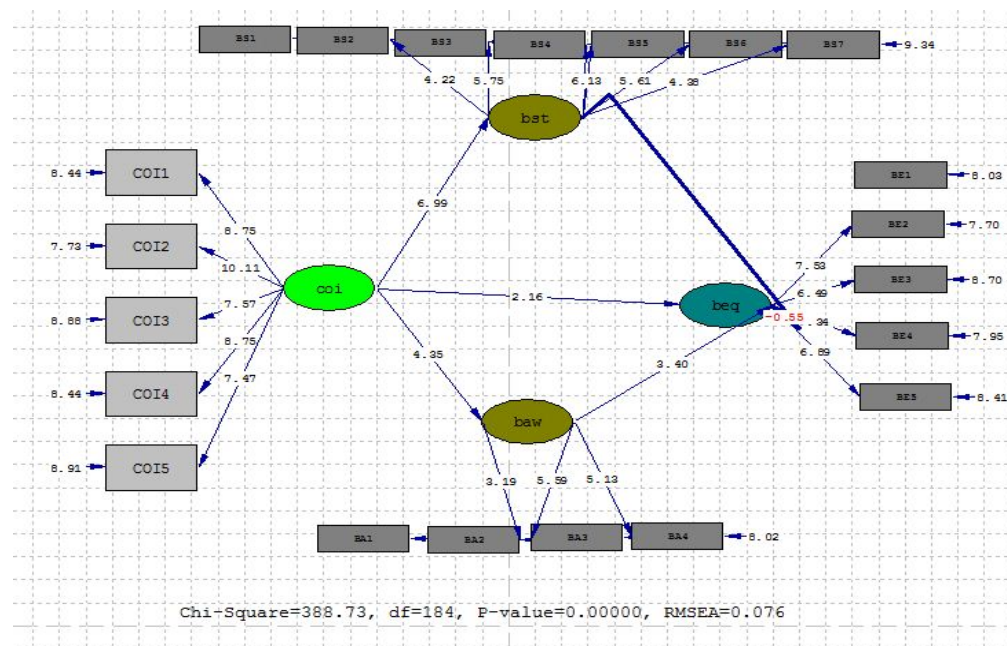 BS1 BS2 BS3 BS4 BS5 BS6 BS7 9.34
4.22 5.75 6.13 5.61 4.38
bst
8.44 COI1
BE1 8.03
6.99
8.75
BE2 7.70
7.73 COI2
10.11
7.53
coi
BE3 8.70
6.49
2.16
beq
-0.55
.34
8.88 COI3
7.57
BE4 7.95
8.75
4.35
3.40
6.89
7.47
8.44 COI4
BE5 8.41
baw
8.91 COI5
3.19 5.59 5.13
BA1 BA2 BA3 BA4 8.02
Chi-Square=388.73, df=184, P-value=0.00000, RMSEA=0.076